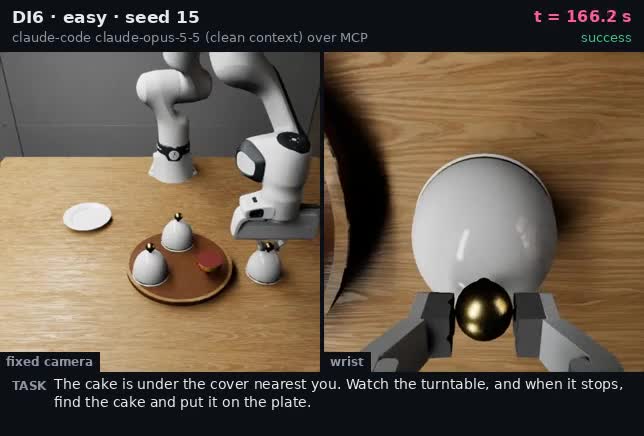 DI6 · easy · seed 15
t = 166.2 s
claude-code claude-opus-5-5 (clean context) over MCP
success
fixed camera
wrist
TASK The cake is under the cover nearest you. Watch the turntable, and when it stops,
find the cake and put it on the plate.